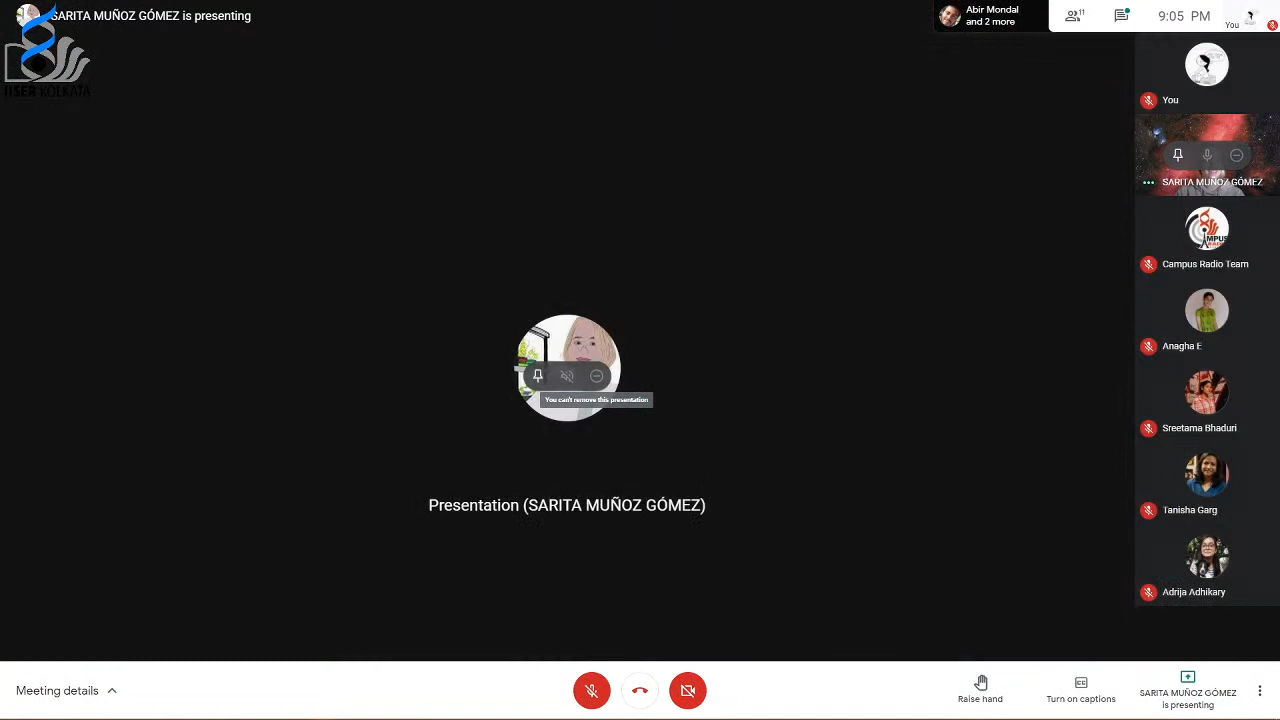 SARITA MUÑOZ GÓMEZ is presenting
IISER KOLKATA
Abir Mondal
and 2 more
11
9:05 PM
You
You
SARITA MUÑOZ GÓMEZ
MPUS
Campus Radio Team
Anagha E
Sreetama Bhaduri
Tanisha Garg
Adrija Adhikary
You can't remove this presentation
Presentation (SARITA MUÑOZ GÓMEZ)
Meeting details
Raise hand
CC
Turn on captions
SARITA MUÑOZ GÓMEZ
is presenting